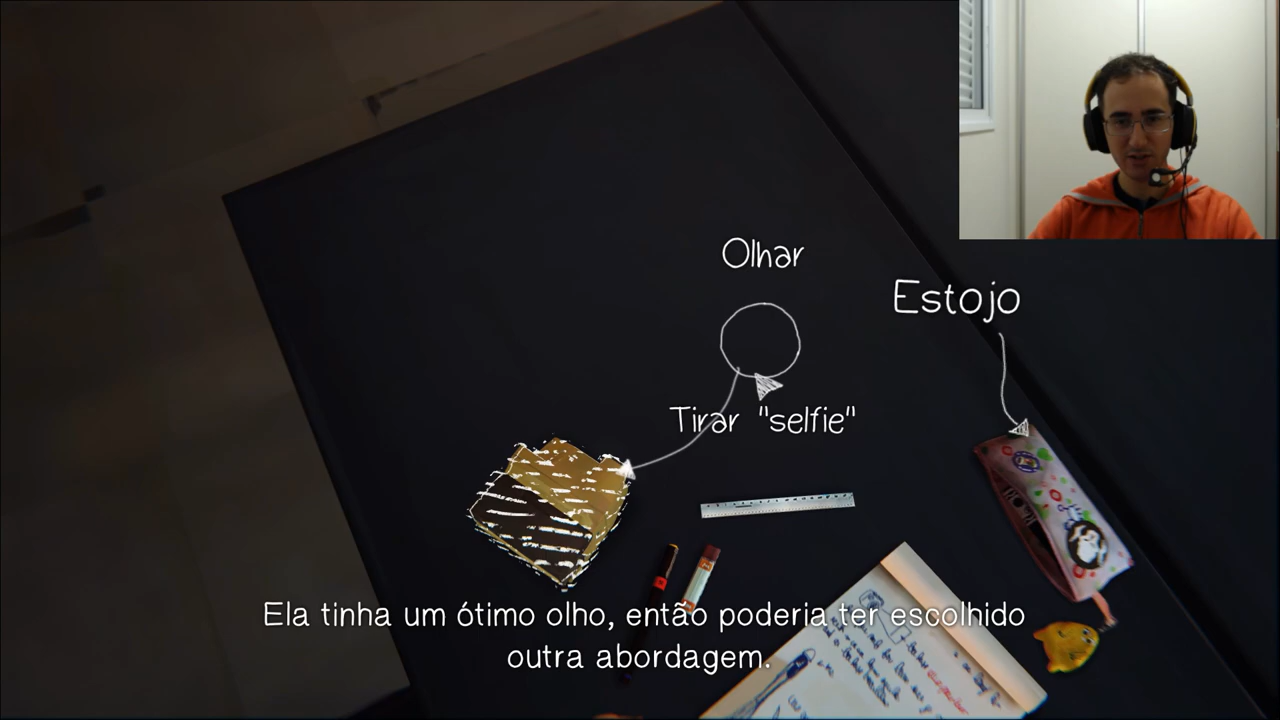 Olhar
Estojo
Tirar "selfie"
Ela tinha um ótimo olho, então poderia ter escolhido
outra abordagem.